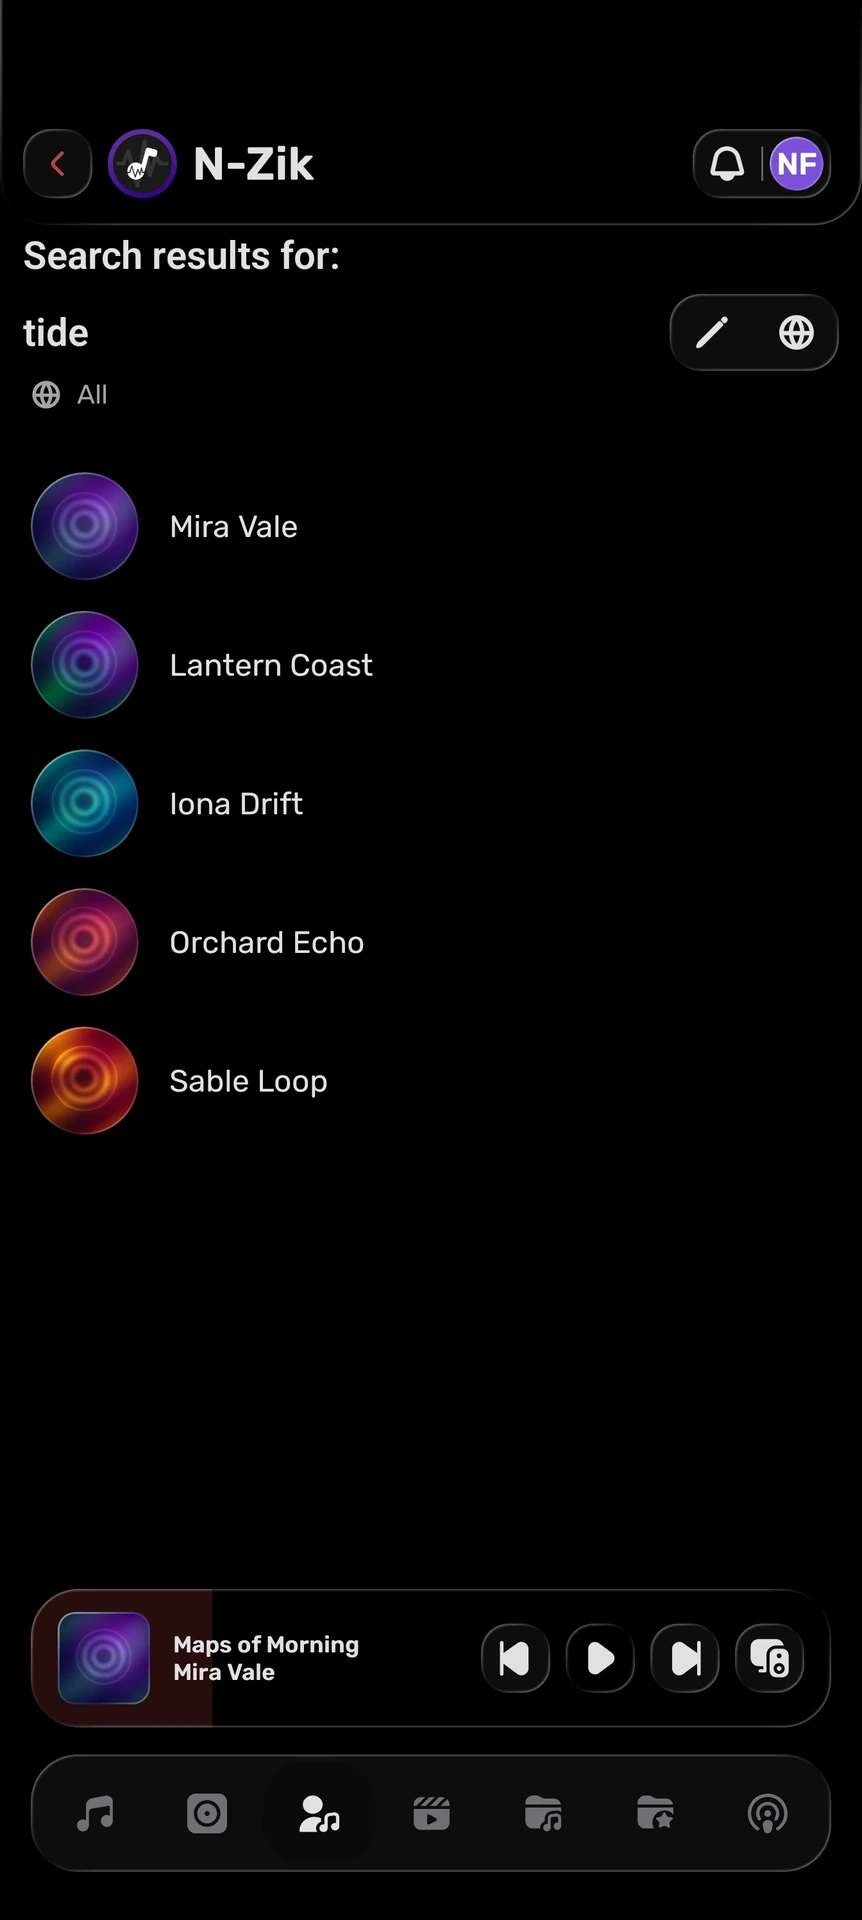 N-Zik
NF
Search results for:
tide
All
Mira Vale
Lantern Coast
Iona Drift
Orchard Echo
Sable Loop
Maps of Morning
Mira Vale